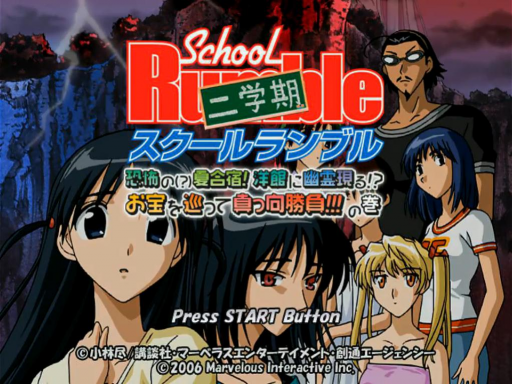 School
Rumble
二学期
スクールランブル
恐怖の(?)夏合宿! 洋館に幽霊現る!?
お宝を巡って真っ向勝負!!!の巻
Press START Button
©小林尽/講談社・マーベラスエンターテイメント・創通エージェンシー
©2006 Marvelous Interactive Inc.